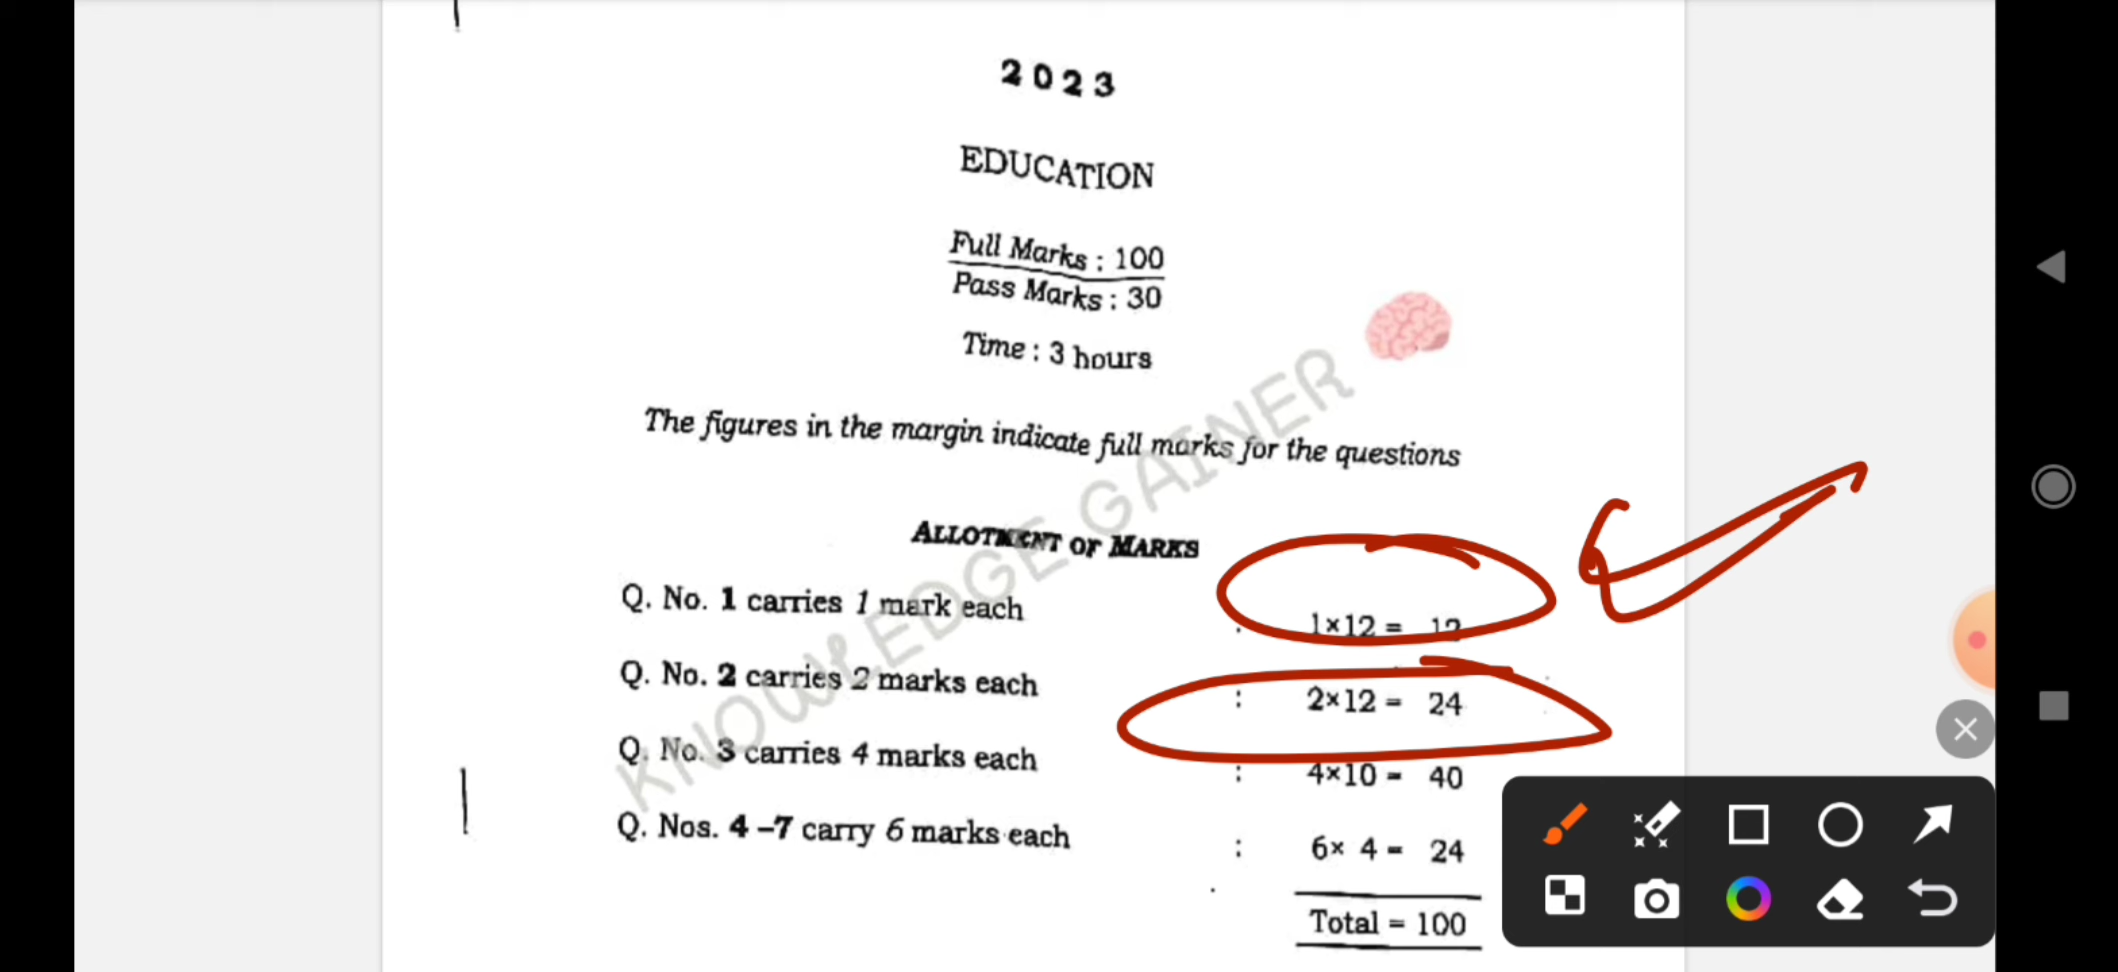 2023
EDUCATION
Full Marks : 100
Pass Marks : 30
Time : 3 hours
The figures in the margin indicate full marks for the questions
ALLOTMENT OF MARKS
Q. No. 1 carries 1 mark each : 1×12 = 12
Q. No. 2 carries 2 marks each : 2×12 = 24
Q. No. 3 carries 4 marks each : 4×10 = 40
Q. Nos. 4–7 carry 6 marks each : 6× 4 = 24
Total = 100
KNOWLEDGE GAINER